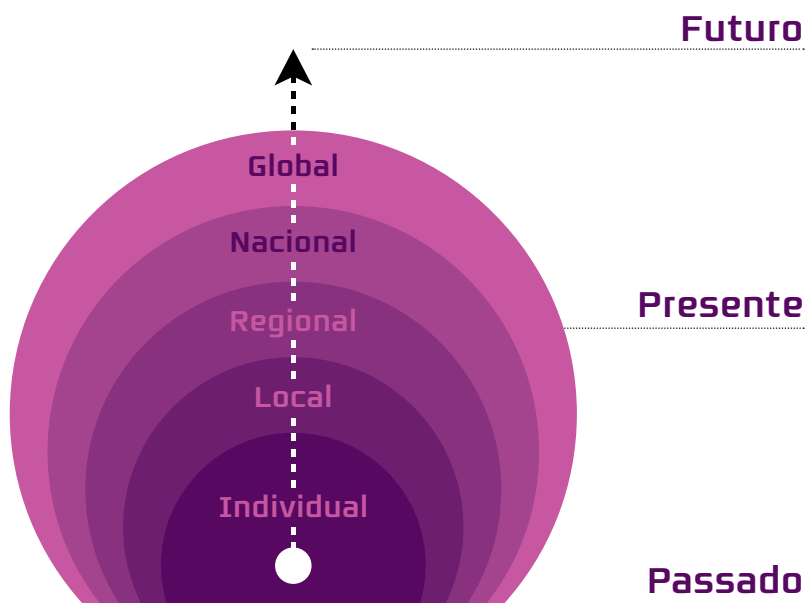 Futuro
Global
Nacional
Presente
Regional
Local
Individual
Passado